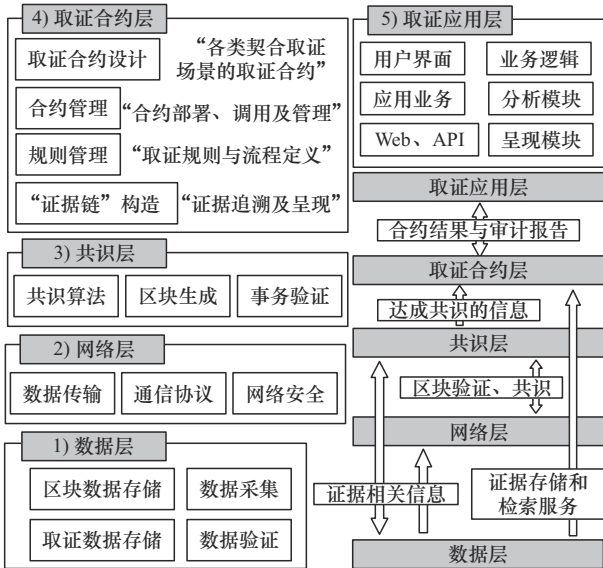 4) 取证合约层
取证合约设计
“各类契合取证
场景的取证合约”
合约管理
“合约部署、调用及管理”
规则管理
“取证规则与流程定义”
“证据链”构造
“证据追溯及呈现”
3) 共识层
共识算法
区块生成
事务验证
2) 网络层
数据传输
通信协议
网络安全
1) 数据层
区块数据存储
数据采集
取证数据存储
数据验证
5) 取证应用层
用户界面
业务逻辑
应用业务
分析模块
Web、API
呈现模块
取证应用层
合约结果与审计报告
取证合约层
达成共识的信息
共识层
区块验证、共识
网络层
证据相关信息
证据存储和
检索服务
数据层